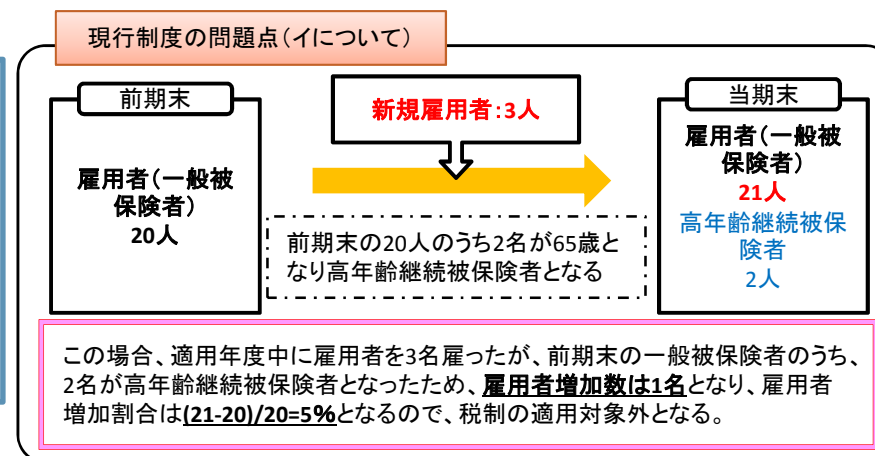 現行制度の問題点(イについて)
前期末
雇用者(一般被
保険者)
20人
新規雇用者:3人
前期末の20人のうち2名が65歳と
なり高年齢継続被保険者となる
当期末
雇用者(一般被
保険者)
21人
高年齢継続被保
険者
2人
この場合、適用年度中に雇用者を3名雇ったが、前期末の一般被保険者のうち、
2名が高年齢継続被保険者となったため、雇用者増加数は1名となり、雇用者
増加割合は(21-20)/20=5%となるので、税制の適用対象外となる。